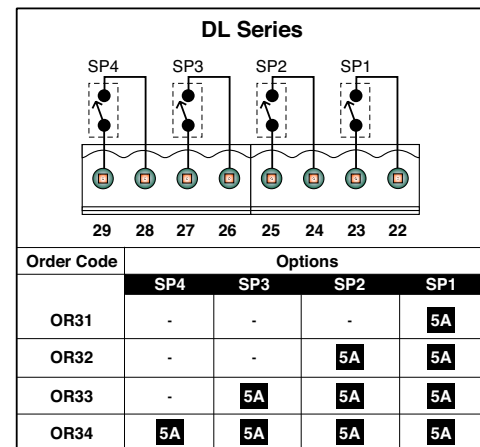 DL Series
SP4 SP3 SP2 SP1
29 28 27 26 25 24 23 22
Order Code Options
SP4 SP3 SP2 SP1
OR31 - - - 5A
OR32 - - 5A 5A
OR33 - 5A 5A 5A
OR34 5A 5A 5A 5A